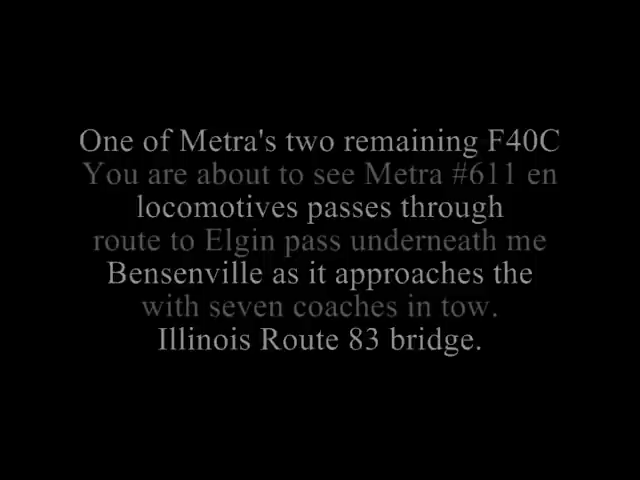 One of Metra's two remaining F40C
You are about to see Metra #611 en
locomotives passes through
route to Elgin pass underneath me
Bensenville as it approaches the
with seven coaches in tow.
Illinois Route 83 bridge.